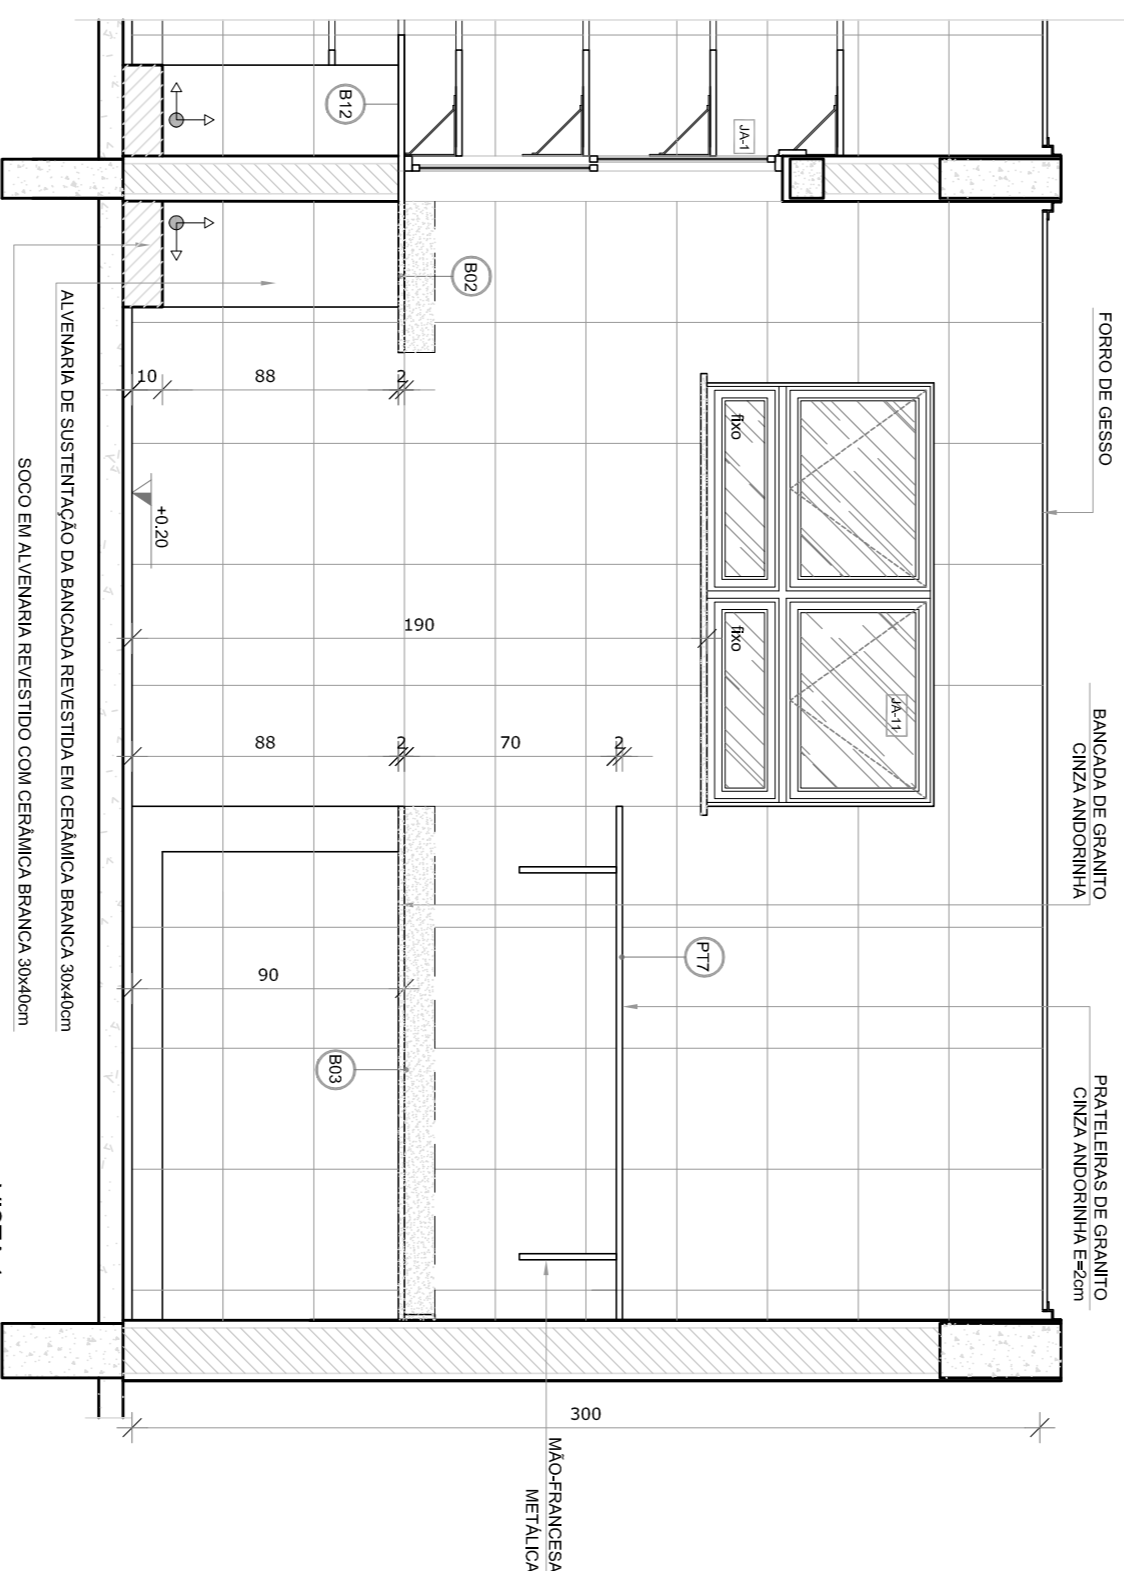 FORRO DE GESSO
BANCADA DE GRANITO
CINZA ANDORINHA
PRATELEIRAS DE GRANITO
CINZA ANDORINHA E=2cm
JA-1
JA-11
fixo
fixo
PT7
B12
B02
B03
10
88
2
+0.20
190
88
2
70
2
90
300
MÃO-FRANCESA
METÁLICA
ALVENARIA DE SUSTENTAÇÃO DA BANCADA REVESTIDA EM CERÂMICA BRANCA 30x40cm
SOCO EM ALVENARIA REVESTIDO COM CERÂMICA BRANCA 30x40cm